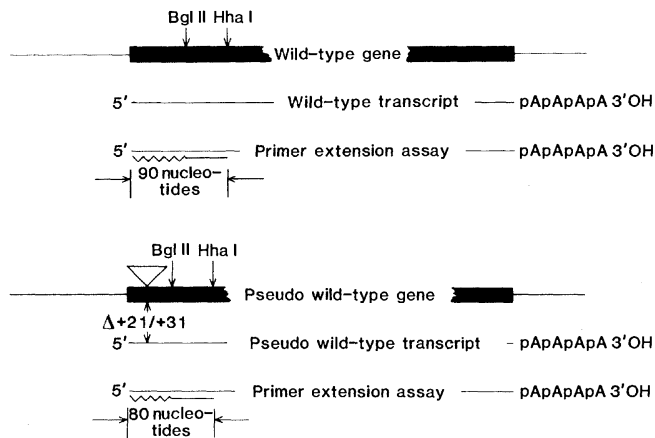 Bgl II Hha I
Wild-type gene
5' Wild-type transcript pApApApA 3'OH
5' Primer extension assay pApApApA 3'OH
90 nucleo-
tides
Bgl II Hha I
Pseudo wild-type gene
Δ+21/+31
5' Pseudo wild-type transcript pApApApA 3'OH
5' Primer extension assay pApApApA 3'OH
80 nucleo-
tides